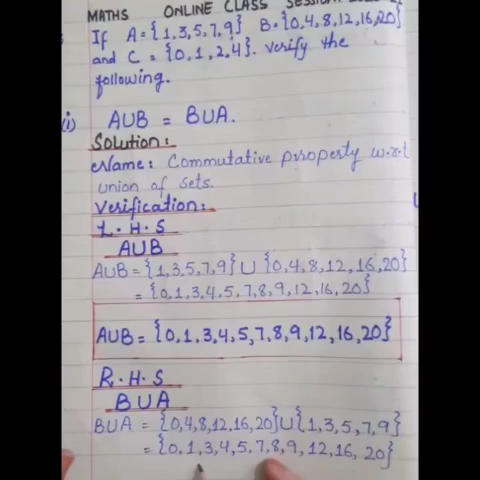 MATHS ONLINE CLASS
If A={1,3,5,7,9} B={0,4,8,12,16,20}
and C = {0,1,2,4}. verify the
following.
(i) AUB = BUA.
Solution:
Name: Commutative property w.r.t
union of sets.
Verification:
L.H.S
AUB
AUB={1,3,5,7,9} U {0,4,8,12,16,20}
={0,1,3,4,5,7,8,9,12,16,20}
AUB={0,1,3,4,5,7,8,9,12,16,20}
R.H.S
BUA
BUA = {0,4,8,12,16,20}U{1,3,5,7,9}
={0,1,3,4,5,7,8,9,12,16,20}